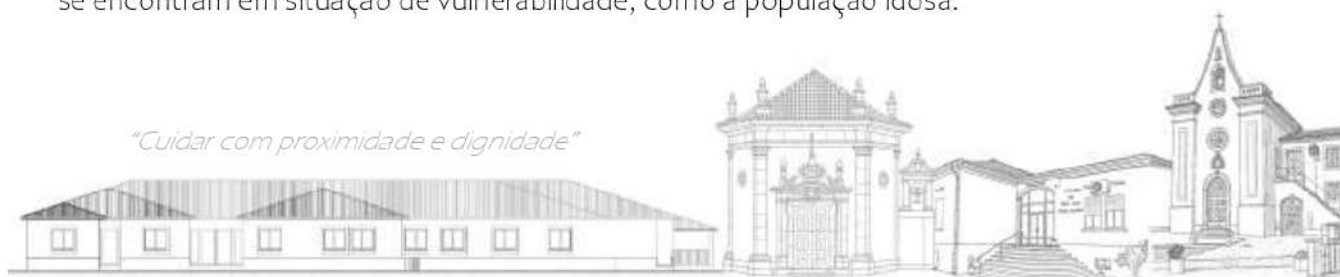 se encontram em situação de vulnerabilidade, como a população idosa.
"Cuidar com proximidade e dignidade"